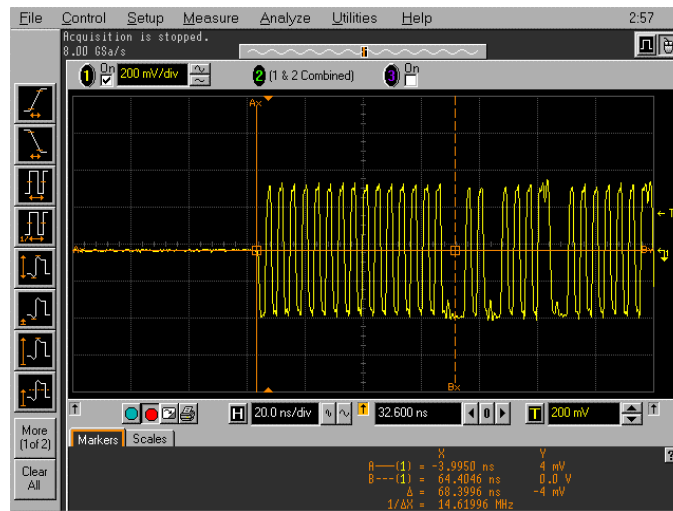 File Control Setup Measure Analyze Utilities Help 2:57
Acquisition is stopped.
8.00 GSa/s
1 On 200 mV/div 2 (1 & 2 Combined) 3 On
Ax
T
Bx
H 20.0 ns/div 32.600 ns 0 T 200 mV
More
(1of 2)
Clear
All
Markers Scales
X Y
A---(1) = -3.9950 ns 4 mV
B---(1) = 64.4046 ns 0.0 V
Δ = 68.3996 ns -4 mV
1/ΔX = 14.61996 MHz